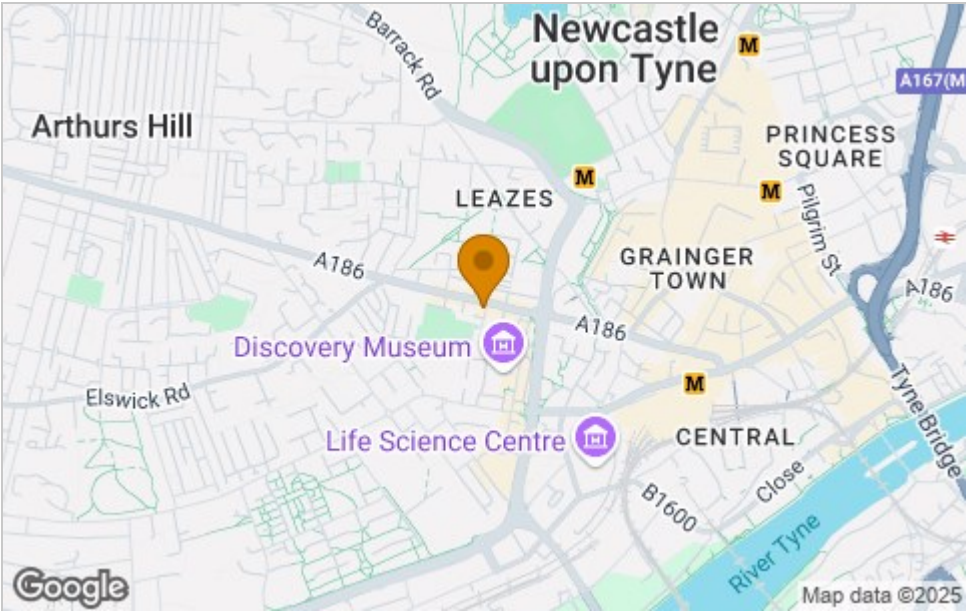 Barrack Rd
Newcastle
upon Tyne
M
A167(M
Arthurs Hill
PRINCESS
SQUARE
M
M
LEAZES
Pilgrim St
GRAINGER
TOWN
A186
A186
A186
Discovery Museum
Elswick Rd
M
Tyne Bridge
Life Science Centre
CENTRAL
Close
B1600
River Tyne
Google
Map data ©2025